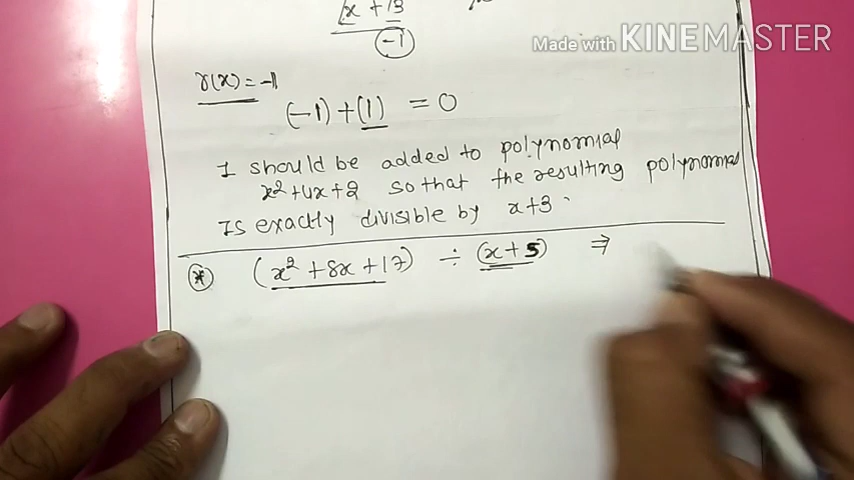 x + 3
-1
Made with KINEMASTER
r(x) = -1
(-1) + (1) = 0
1 should be added to polynomial
x² + 4x + 2 so that the resulting polynomial
Is exactly divisible by x + 3.
* (x² + 8x + 17) ÷ (x + 5) ⇒